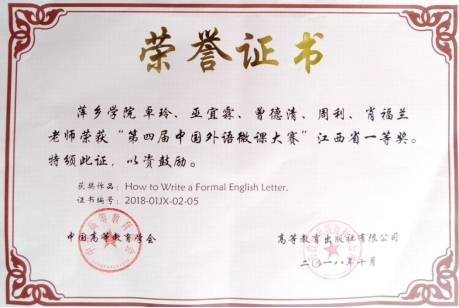 荣誉证书
萍乡学院 卓玲、巫宜霖、曾德清、周利、肖福兰
老师荣获“第四届中国外语微课大赛”江西省一等奖。
特颁此证，以资鼓励。
获奖作品：How to Write a Formal English Letter.
证书编号：2018-01JX-02-05
中国高等教育学会
高等教育出版社有限公司
二〇一八年十月